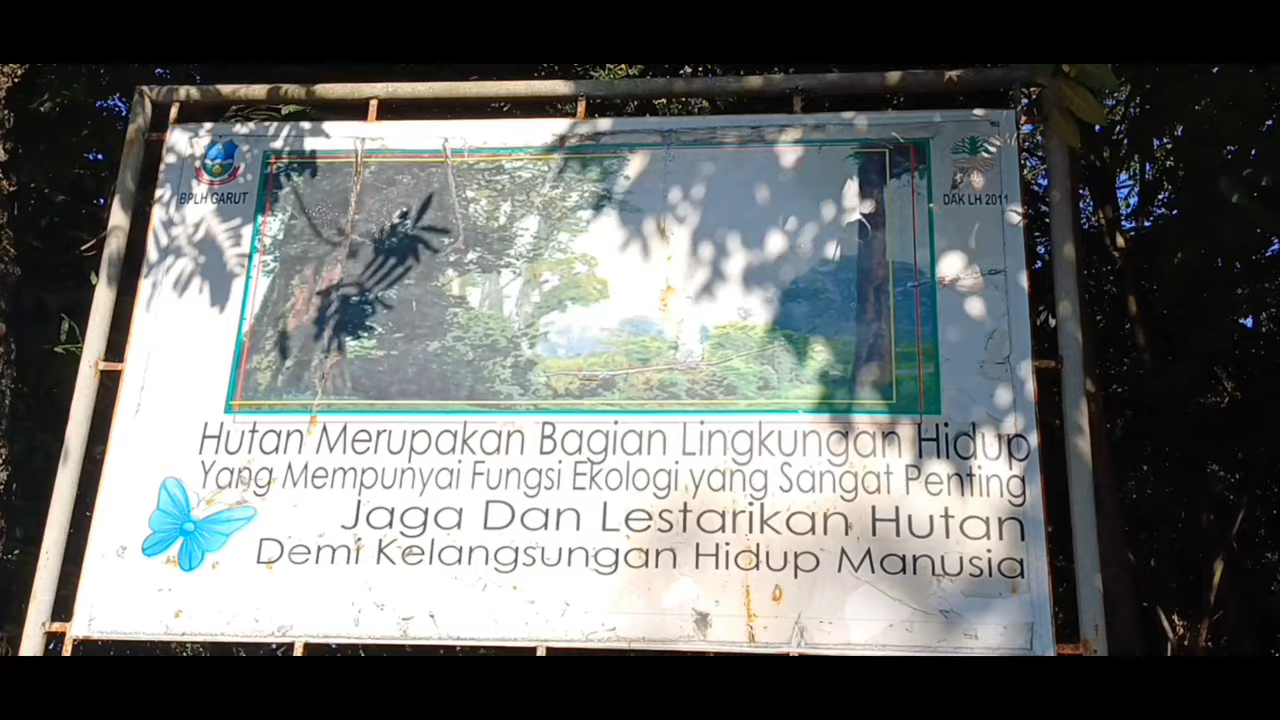 BPLH GARUT
DAK LH 2011
Hutan Merupakan Bagian Lingkungan Hidup
Yang Mempunyai Fungsi Ekologi yang Sangat Penting
Jaga Dan Lestarikan Hutan
Demi Kelangsungan Hidup Manusia